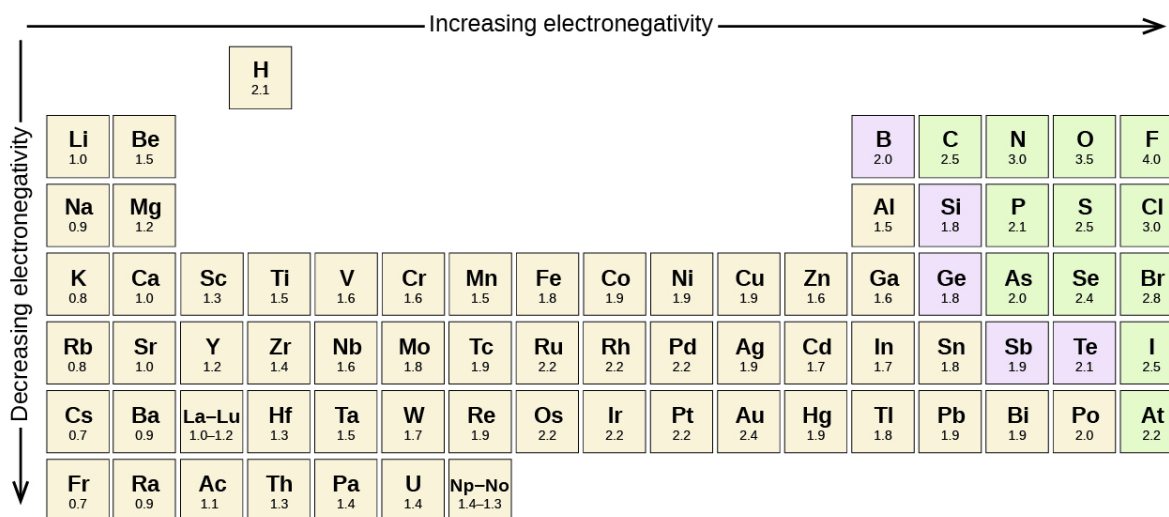 Increasing electronegativity
Decreasing electronegativity
H
2.1
Li Be B C N O F
1.0 1.5 2.0 2.5 3.0 3.5 4.0
Na Mg Al Si P S Cl
0.9 1.2 1.5 1.8 2.1 2.5 3.0
K Ca Sc Ti V Cr Mn Fe Co Ni Cu Zn Ga Ge As Se Br
0.8 1.0 1.3 1.5 1.6 1.6 1.5 1.8 1.9 1.9 1.9 1.6 1.6 1.8 2.0 2.4 2.8
Rb Sr Y Zr Nb Mo Tc Ru Rh Pd Ag Cd In Sn Sb Te I
0.8 1.0 1.2 1.4 1.6 1.8 1.9 2.2 2.2 2.2 1.9 1.7 1.7 1.8 1.9 2.1 2.5
Cs Ba La–Lu Hf Ta W Re Os Ir Pt Au Hg Tl Pb Bi Po At
0.7 0.9 1.0–1.2 1.3 1.5 1.7 1.9 2.2 2.2 2.2 2.4 1.9 1.8 1.9 1.9 2.0 2.2
Fr Ra Ac Th Pa U Np–No
0.7 0.9 1.1 1.3 1.4 1.4 1.4–1.3